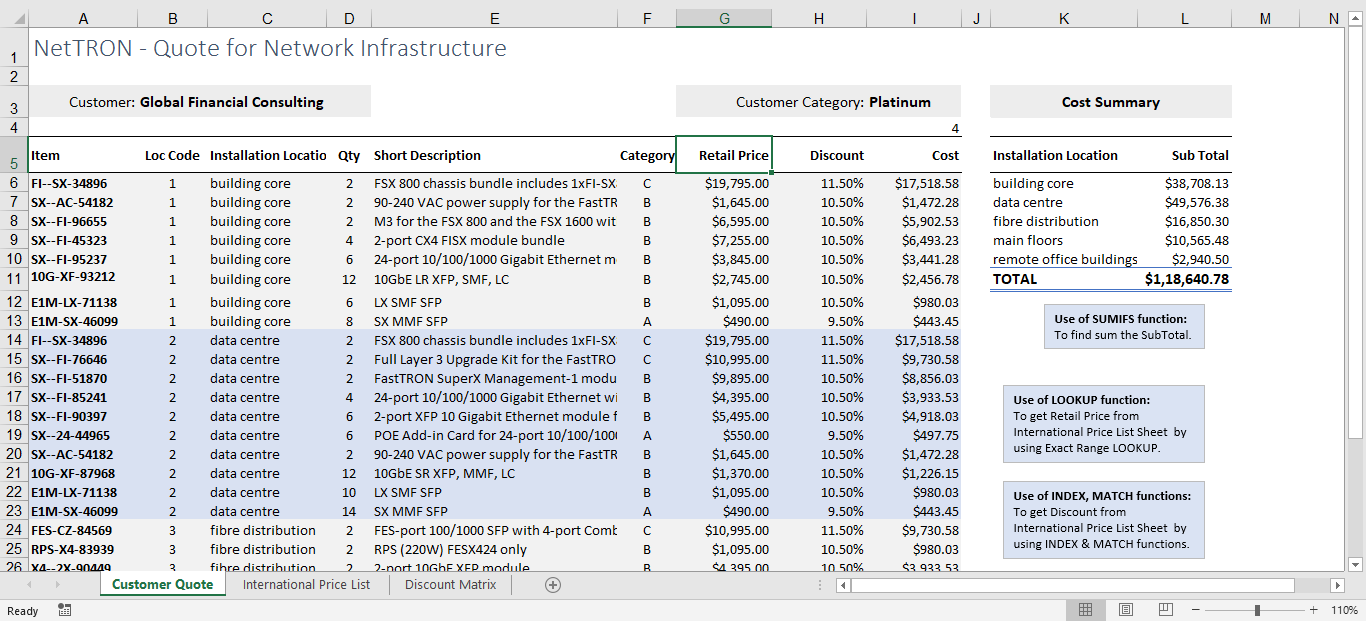 A B C D E F G H I J K L M N
1 NetTRON - Quote for Network Infrastructure
2
3 Customer: Global Financial Consulting Customer Category: Platinum Cost Summary
4 4
5 Item Loc Code Installation Locatio Qty Short Description Category Retail Price Discount Cost Installation Location Sub Total
6 FI--SX-34896 1 building core 2 FSX 800 chassis bundle includes 1xFI-SX C $19,795.00 11.50% $17,518.58 building core $38,708.13
7 SX--AC-54182 1 building core 2 90-240 VAC power supply for the FastTR B $1,645.00 10.50% $1,472.28 data centre $49,576.38
8 SX--FI-96655 1 building core 2 M3 for the FSX 800 and the FSX 1600 wit B $6,595.00 10.50% $5,902.53 fibre distribution $16,850.30
9 SX--FI-45323 1 building core 4 2-port CX4 FISX module bundle B $7,255.00 10.50% $6,493.23 main floors $10,565.48
10 SX--FI-95237 1 building core 6 24-port 10/100/1000 Gigabit Ethernet m B $3,845.00 10.50% $3,441.28 remote office buildings $2,940.50
11 10G-XF-93212 1 building core 12 10GbE LR XFP, SMF, LC B $2,745.00 10.50% $2,456.78 TOTAL $1,18,640.78
12 E1M-LX-71138 1 building core 6 LX SMF SFP B $1,095.00 10.50% $980.03
13 E1M-SX-46099 1 building core 8 SX MMF SFP A $490.00 9.50% $443.45
14 FI--SX-34896 2 data centre 2 FSX 800 chassis bundle includes 1xFI-SX C $19,795.00 11.50% $17,518.58
15 SX--FI-76646 2 data centre 2 Full Layer 3 Upgrade Kit for the FastTRO C $10,995.00 11.50% $9,730.58
16 SX--FI-51870 2 data centre 2 FastTRON SuperX Management-1 modu B $9,895.00 10.50% $8,856.03
17 SX--FI-85241 2 data centre 4 24-port 10/100/1000 Gigabit Ethernet wi B $4,395.00 10.50% $3,933.53
18 SX--FI-90397 2 data centre 6 2-port XFP 10 Gigabit Ethernet module f B $5,495.00 10.50% $4,918.03
19 SX--24-44965 2 data centre 6 POE Add-in Card for 24-port 10/100/100 A $550.00 9.50% $497.75
20 SX--AC-54182 2 data centre 2 90-240 VAC power supply for the FastTR B $1,645.00 10.50% $1,472.28
21 10G-XF-87968 2 data centre 12 10GbE SR XFP, MMF, LC B $1,370.00 10.50% $1,226.15
22 E1M-LX-71138 2 data centre 10 LX SMF SFP B $1,095.00 10.50% $980.03
23 E1M-SX-46099 2 data centre 14 SX MMF SFP A $490.00 9.50% $443.45
24 FES-CZ-84569 3 fibre distribution 2 FES-port 100/1000 SFP with 4-port Comb C $10,995.00 11.50% $9,730.58
25 RPS-X4-83939 3 fibre distribution 2 RPS (220W) FESX424 only B $1,095.00 10.50% $980.03
26 X4--2X-90449 3 fibre distribution 2 2-port 10GbE XFP module B $4,395.00 10.50% $3,933.53
Use of SUMIFS function:
To find sum the SubTotal.
Use of LOOKUP function:
To get Retail Price from
International Price List Sheet by
using Exact Range LOOKUP.
Use of INDEX, MATCH functions:
To get Discount from
International Price List Sheet by
using INDEX & MATCH functions.
Customer Quote International Price List Discount Matrix
Ready 110%